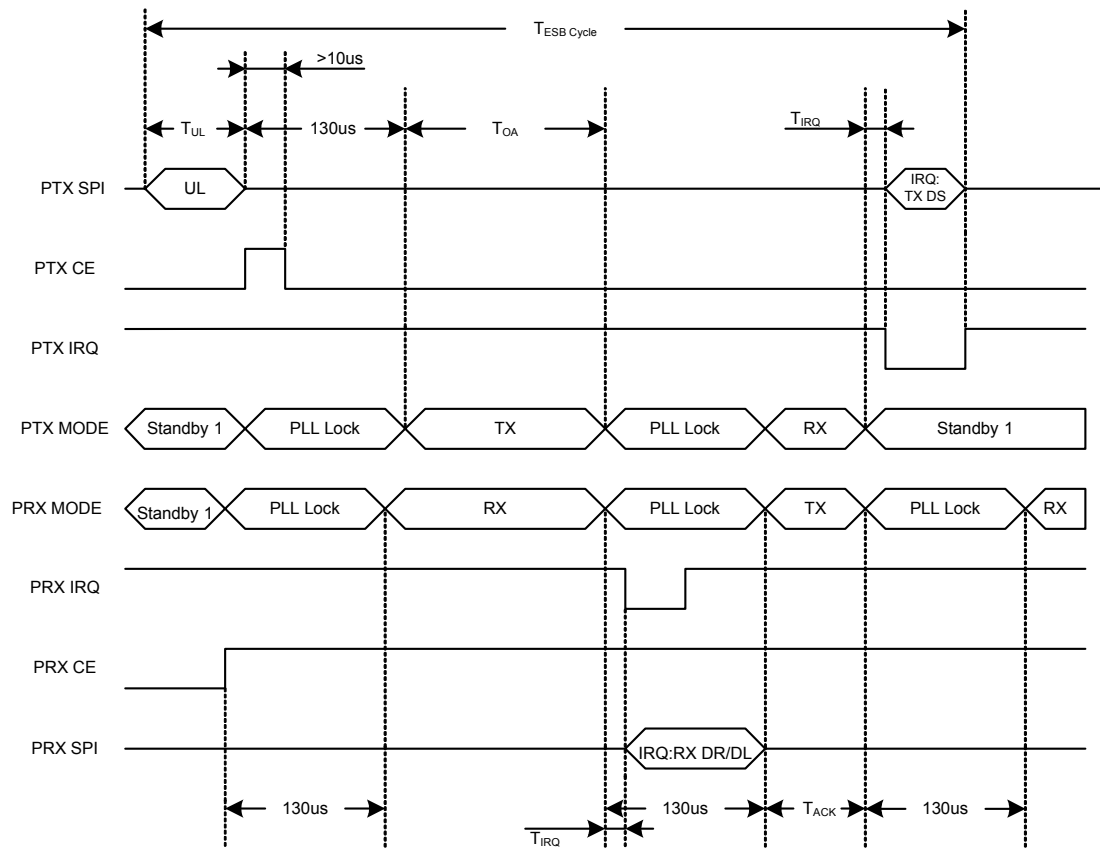 TESB Cycle
>10us
TUL
130us
TOA
TIRQ
PTX SPI
UL
IRQ:
TX DS
PTX CE
PTX IRQ
PTX MODE
Standby 1
PLL Lock
TX
PLL Lock
RX
Standby 1
PRX MODE
Standby 1
PLL Lock
RX
PLL Lock
TX
PLL Lock
RX
PRX IRQ
PRX CE
PRX SPI
IRQ:RX DR/DL
130us
130us
TACK
130us
TIRQ